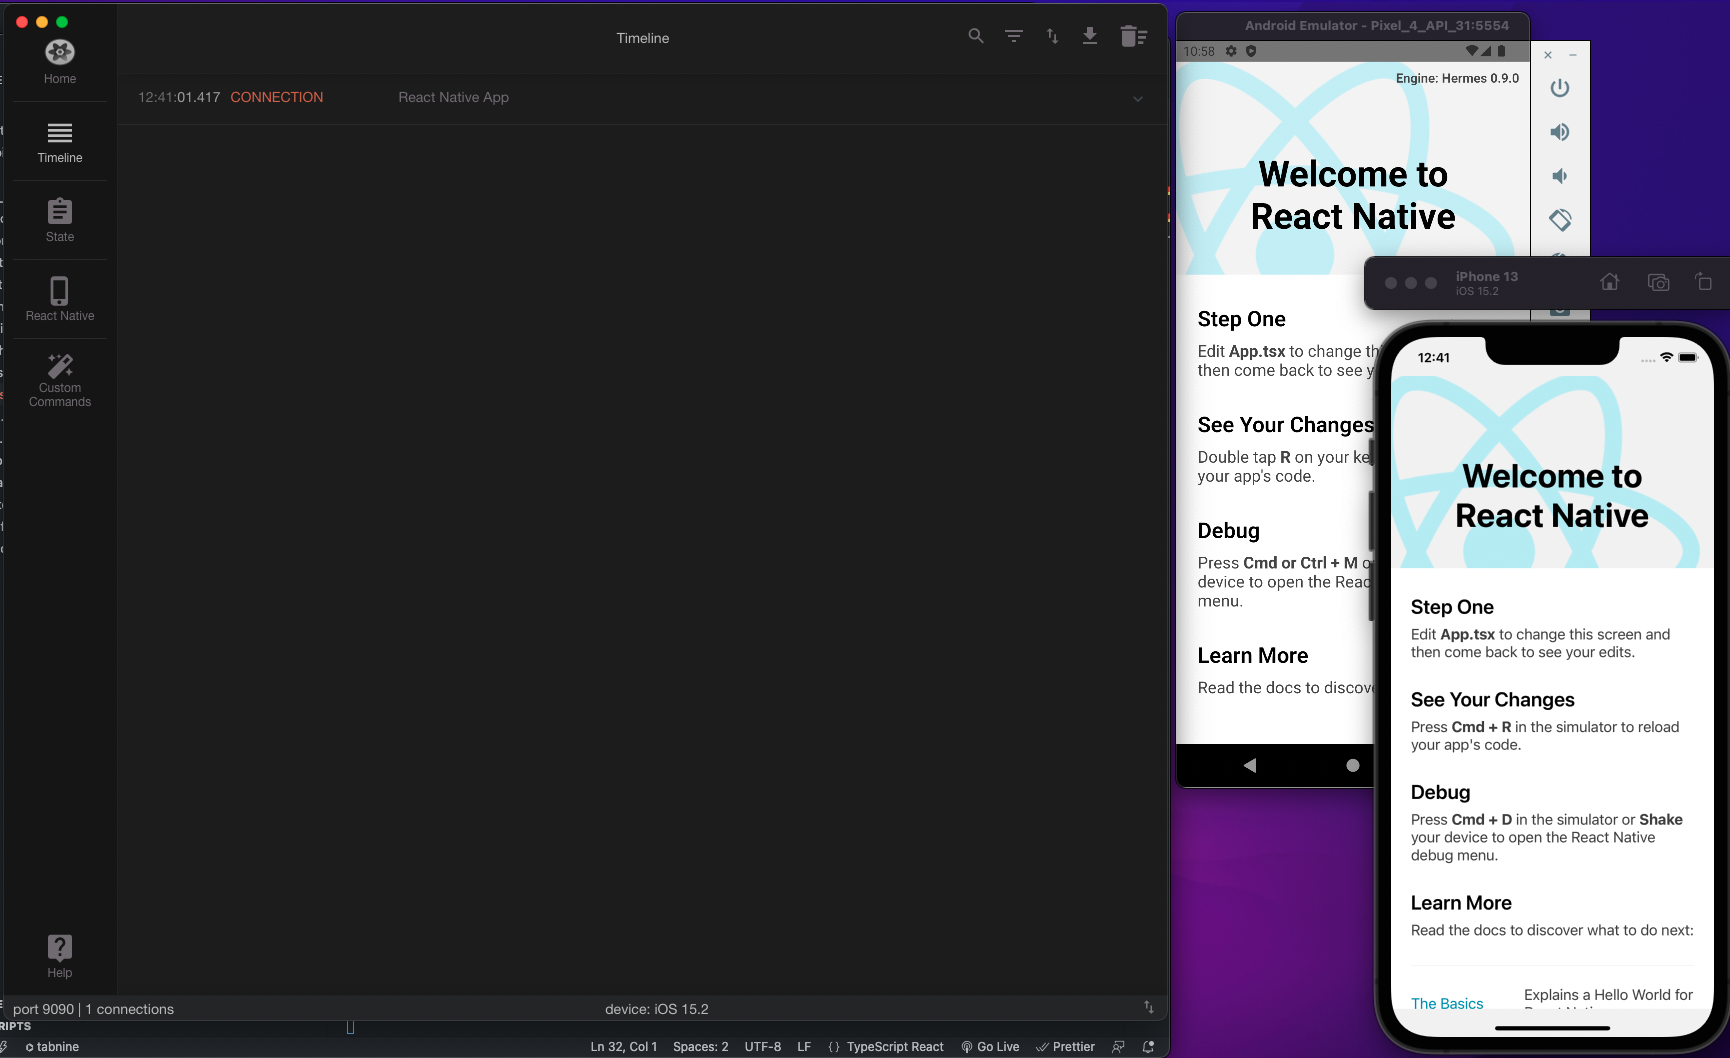 Timeline
Home
Timeline
State
React Native
Custom
Commands
Help
12:41:01.417 CONNECTION React Native App
port 9090 | 1 connections
device: iOS 15.2
RIPTS
tabnine
Ln 32, Col 1 Spaces: 2 UTF-8 LF {} TypeScript React Go Live Prettier
Android Emulator - Pixel_4_API_31:5554
10:58
Engine: Hermes 0.9.0
Welcome to
React Native
Step One
Edit App.tsx to change th
then come back to see y
See Your Changes
Double tap R on your ke
your app's code.
Debug
Press Cmd or Ctrl + M o
device to open the Reac
menu.
Learn More
Read the docs to discove
iPhone 13
iOS 15.2
12:41
Welcome to
React Native
Step One
Edit App.tsx to change this screen and
then come back to see your edits.
See Your Changes
Press Cmd + R in the simulator to reload
your app's code.
Debug
Press Cmd + D in the simulator or Shake
your device to open the React Native
debug menu.
Learn More
Read the docs to discover what to do next:
The Basics
Explains a Hello World for